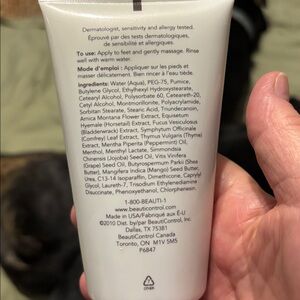 Dermatologist, sensitivity and allergy tested.
Éprouvé par des tests dermatologiques,
de sensibilité et allergiques.
To use: Apply to feet and gently massage. Rinse
well with warm water.
Mode d'emploi : Appliquer sur les pieds et
masser délicatement. Bien rincer à l'eau tiède.
Ingredients: Water (Aqua), PEG-75, Pumice,
Butylene Glycol, Ethylhexyl Hydroxystearate,
Cetearyl Alcohol, Polysorbate 60, Ceteareth-20,
Cetyl Alcohol, Montmorillonite, Polyacrylamide,
Sorbitan Stearate, Stearic Acid, Triundecanoin,
Arnica Montana Flower Extract, Equisetum
Hyemale (Horsetail) Extract, Fucus Vesiculosus
(Bladderwrack) Extract, Symphytum Officinale
(Comfrey) Leaf Extract, Thymus Vulgaris (Thyme)
Extract, Mentha Piperita (Peppermint) Oil,
Menthol, Menthyl Lactate, Simmondsia
Chinensis (Jojoba) Seed Oil, Vitis Vinifera
(Grape) Seed Oil, Butyrospermum Parkii (Shea
Butter), Mangifera Indica (Mango) Seed Butter,
Urea, C13-14 Isoparaffin, Dimethicone, Caprylyl
Glycol, Laureth-7, Trisodium Ethylenediamine
Disuccinate, Phenoxyethanol, Chlorphenesin.
1-800-BEAUTI-1
www.beauticontrol.com
Made in USA/Fabriqué aux É-U
©2010 Dist. by/par BeautiControl
Dallas, TX 75381
BeautiControl Canada
Toronto, ON M1V 5M5
P6847